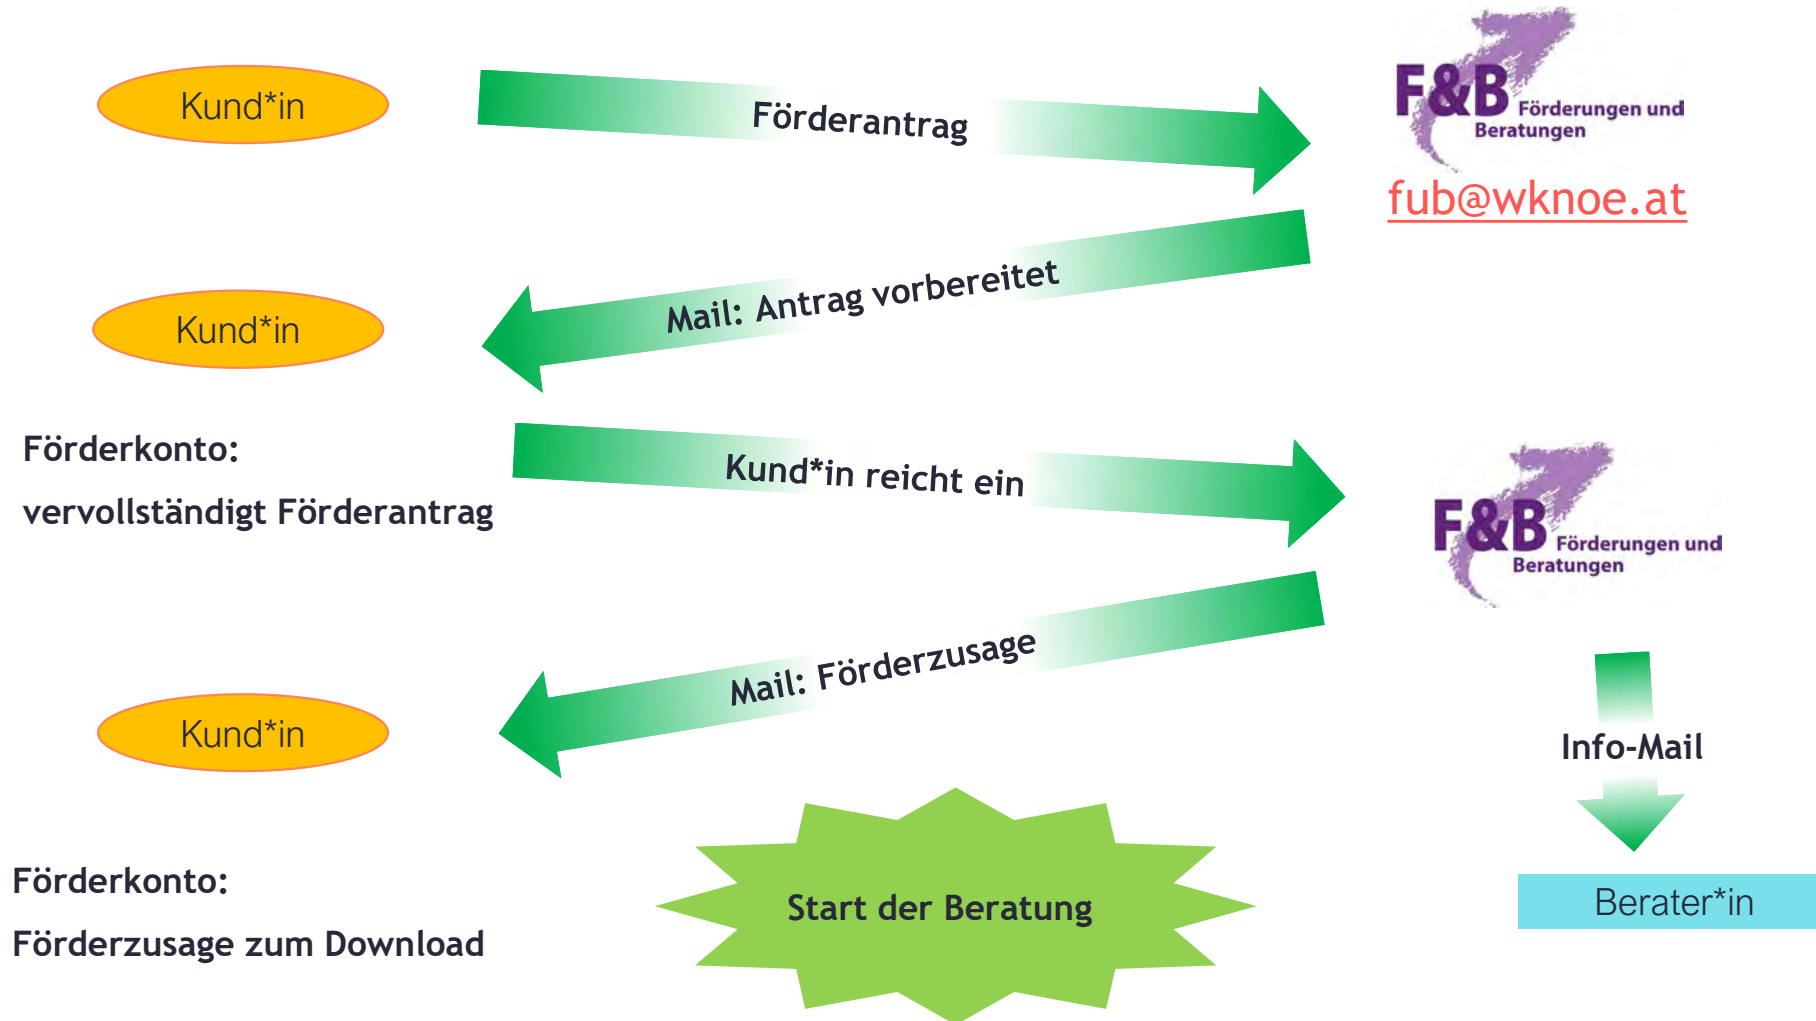 Kund*in
Förderantrag
F&B Förderungen und
Beratungen
fub@wknoe.at
Mail: Antrag vorbereitet
Kund*in
Förderkonto:
vervollständigt Förderantrag
Kund*in reicht ein
F&B Förderungen und
Beratungen
Mail: Förderzusage
Kund*in
Info-Mail
Förderkonto:
Förderzusage zum Download
Start der Beratung
Berater*in